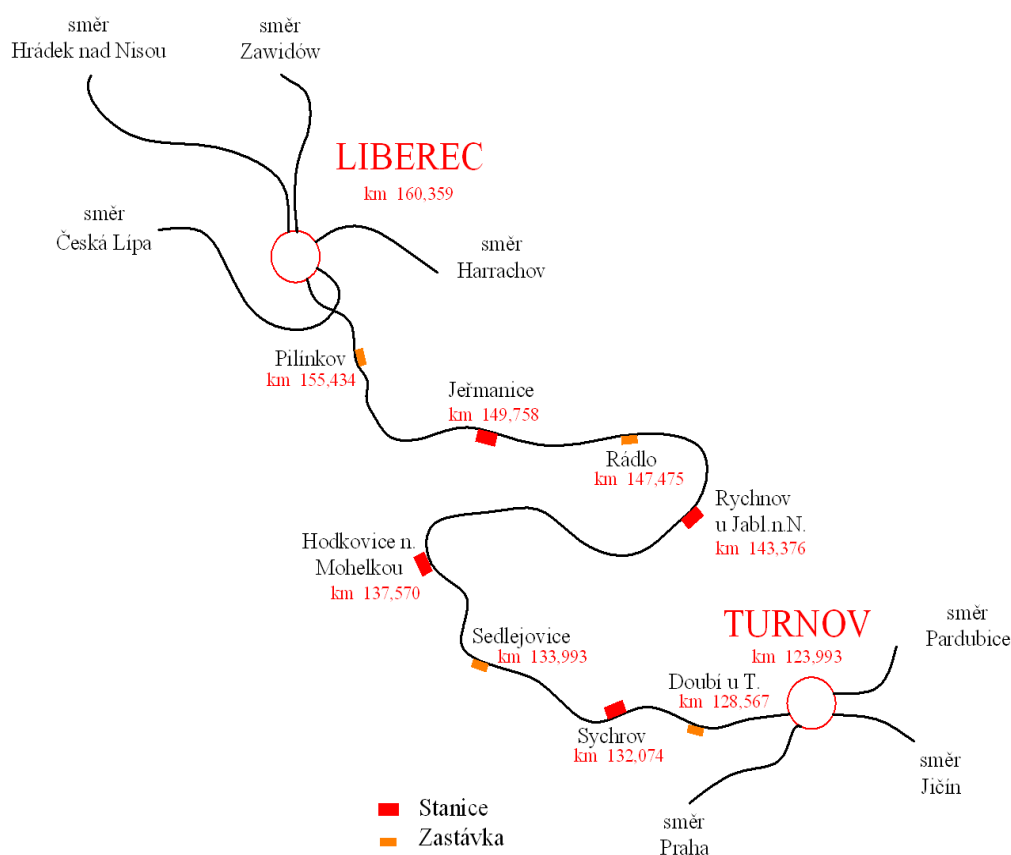 směr
Hrádek nad Nisou
směr
Zawidów
LIBEREC
km 160,359
směr
Česká Lípa
směr
Harrachov
Pilínkov
km 155,434
Jeřmanice
km 149,758
Rádlo
km 147,475
Rychnov
u Jabl.n.N.
km 143,376
Hodkovice n.
Mohelkou
km 137,570
Sedlejovice
km 133,993
TURNOV
km 123,993
směr
Pardubice
Doubí u T.
km 128,567
Sychrov
km 132,074
směr
Jičín
směr
Praha
Stanice
Zastávka